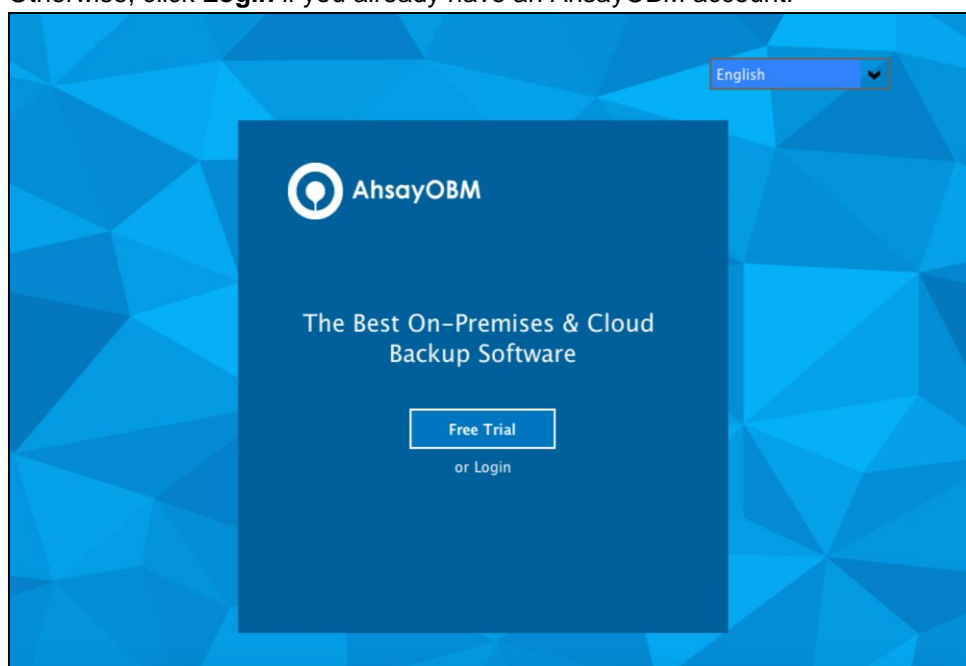 Otherwise, click Login if you already have an AhsayOBM account.
English
AhsayOBM
The Best On-Premises & Cloud
Backup Software
Free Trial
or Login